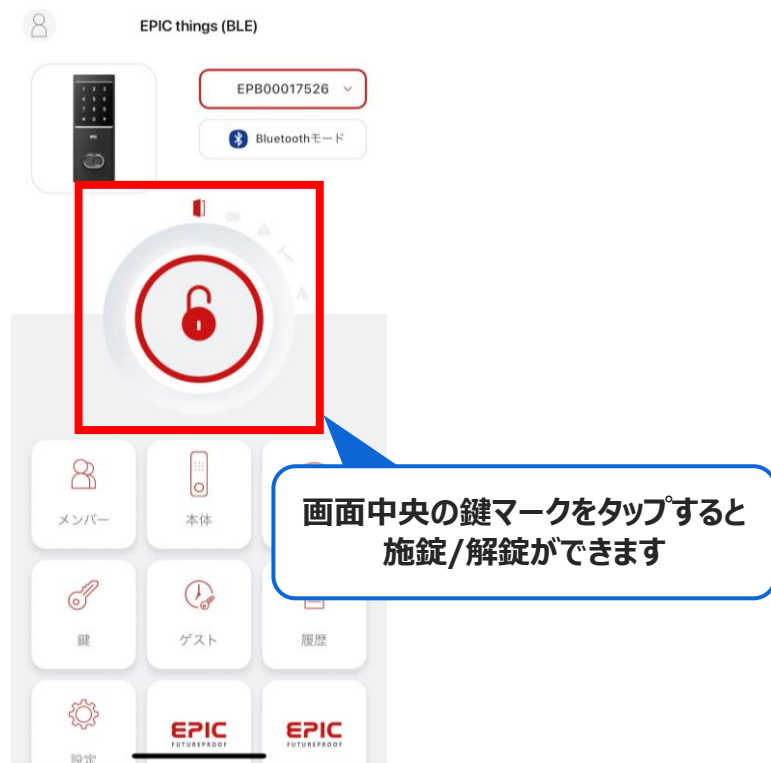 EPIC things (BLE)
EPB00017526
Bluetoothモード
メンバー
本体
画面中央の鍵マークをタップすると
施錠/解錠ができます
鍵
ゲスト
履歴
設定
EPIC
FUTUREPROOF
EPIC
FUTUREPROOF